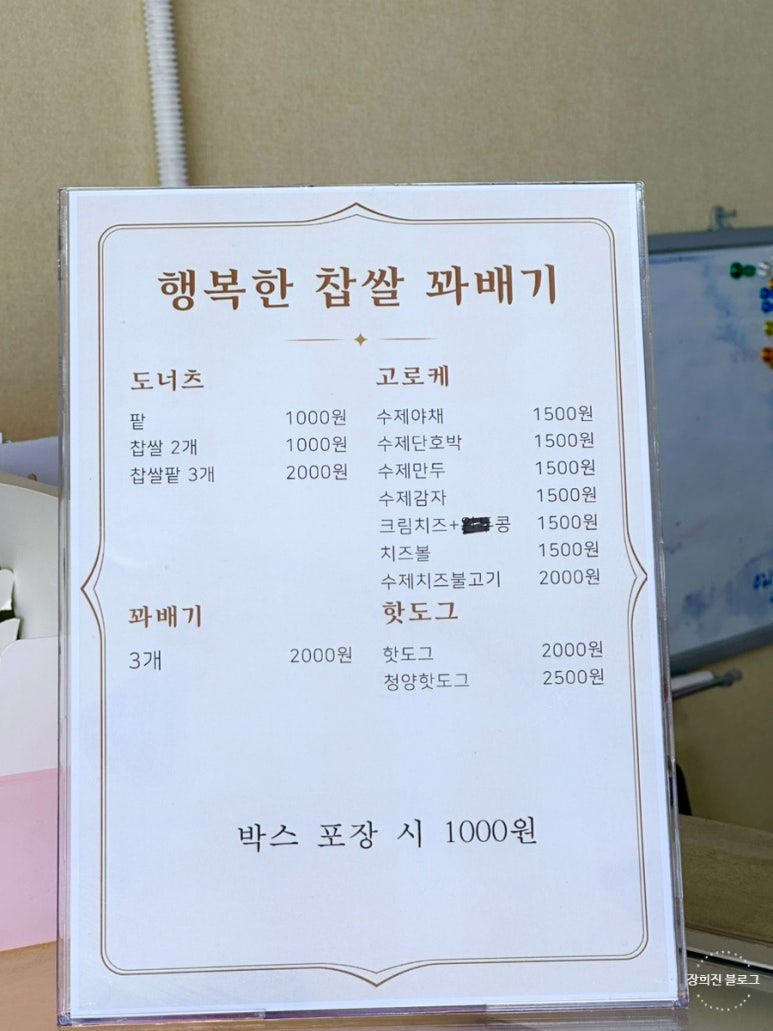 행복한 찹쌀 꽈배기
도너츠
팥 1000원
찹쌀 2개 1000원
찹쌀팥 3개 2000원
고로케
수제야채 1500원
수제단호박 1500원
수제만두 1500원
수제감자 1500원
크림치즈+콩 1500원
치즈볼 1500원
수제치즈불고기 2000원
꽈배기
3개 2000원
핫도그
핫도그 2000원
청양핫도그 2500원
박스 포장 시 1000원
장희진 블로그